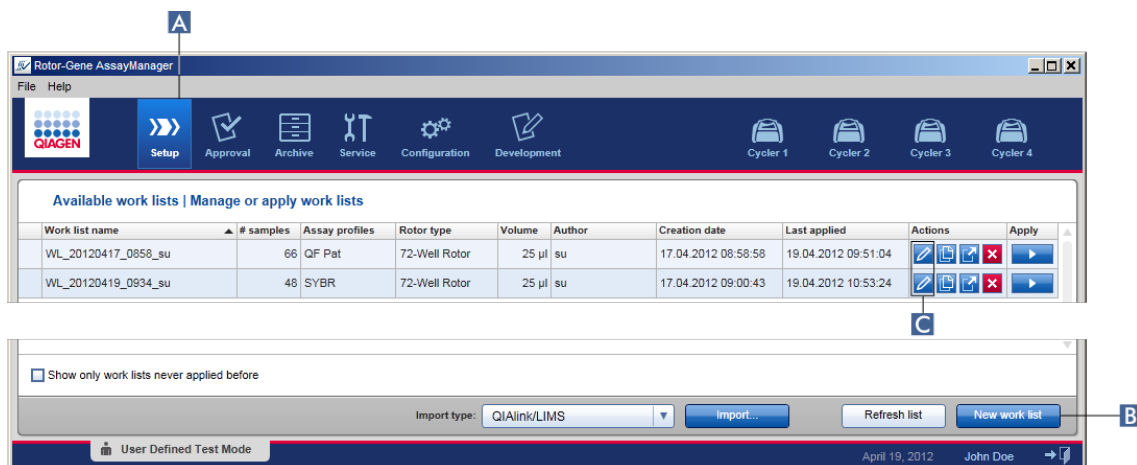 A
Rotor-Gene AssayManager
File Help
QIAGEN
Setup Approval Archive Service Configuration Development Cycler 1 Cycler 2 Cycler 3 Cycler 4
Available work lists | Manage or apply work lists
Work list name # samples Assay profiles Rotor type Volume Author Creation date Last applied Actions Apply
WL_20120417_0858_su 66 QF Pat 72-Well Rotor 25 µl su 17.04.2012 08:58:58 19.04.2012 09:51:04
WL_20120419_0934_su 48 SYBR 72-Well Rotor 25 µl su 17.04.2012 09:00:43 19.04.2012 10:53:24
C
Show only work lists never applied before
Import type: QIAlink/LIMS Import... Refresh list New work list
B
User Defined Test Mode April 19, 2012 John Doe